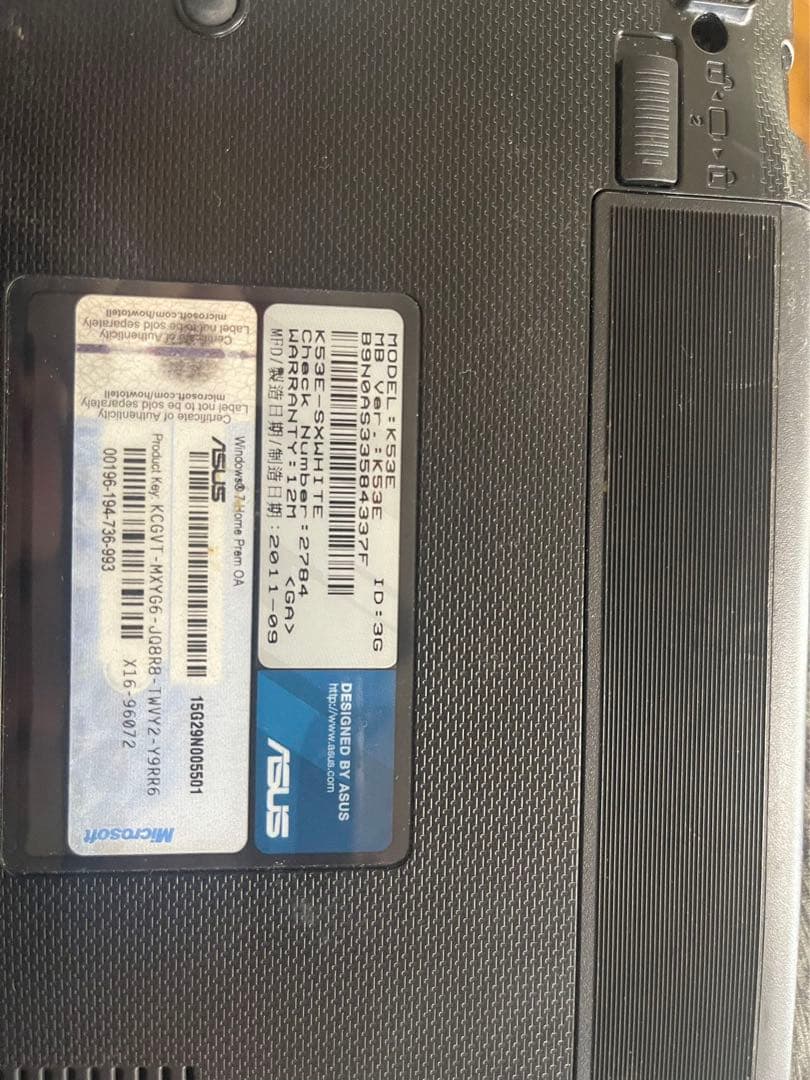 2
MODEL:K53E
MB Ver.:K53E ID:3G
B9N0AS33584337F
K53E-SXWHITE
Check Number:2784
WARRANTY:12M <GA>
MFD/製造日期/制造日期:2011-09
DESIGNED BY ASUS
http://www.asus.com
ASUS
Certificate of Authenticity
Label not to be sold separately
microsoft.com/howtotell
Certificate of Authenticity
Label not to be sold separately
microsoft.com/howtotell
Windows® 7 Home Prem OA
ASUS
15G29N005501
Product Key: KCGVT-MXYG6-JQ8R8-TWVY2-Y9RR6
X16-96072
00196-194-736-993
Microsoft